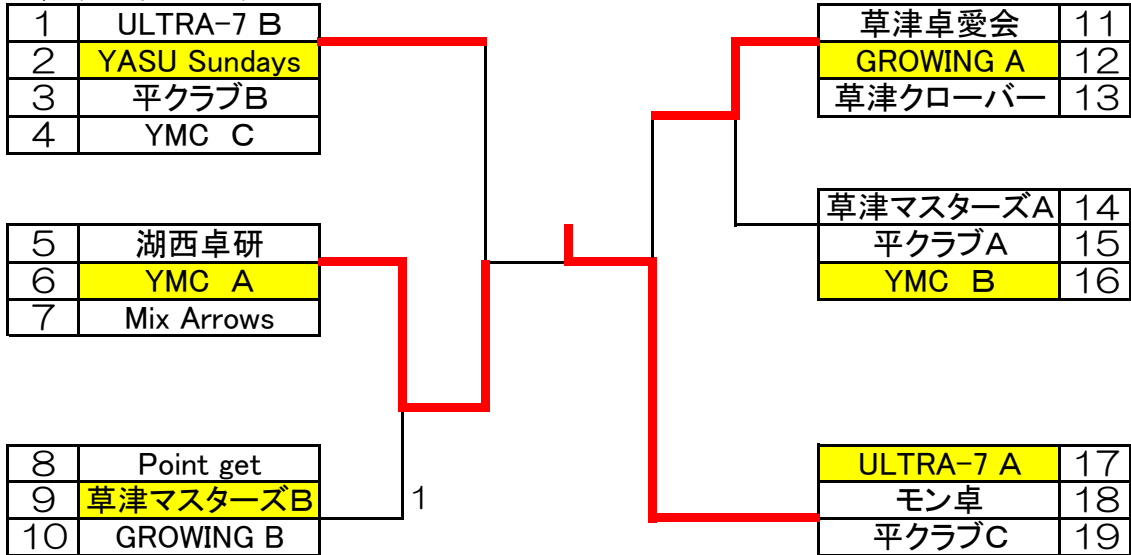 1 ULTRA-7 B
2 YASU Sundays
3 平クラブB
4 YMC C
5 湖西卓研
6 YMC A
7 Mix Arrows
8 Point get
9 草津マスターズB
10 GROWING B
1
草津卓愛会 11
GROWING A 12
草津クローバー 13
草津マスターズA 14
平クラブA 15
YMC B 16
ULTRA-7 A 17
モン卓 18
平クラブC 19